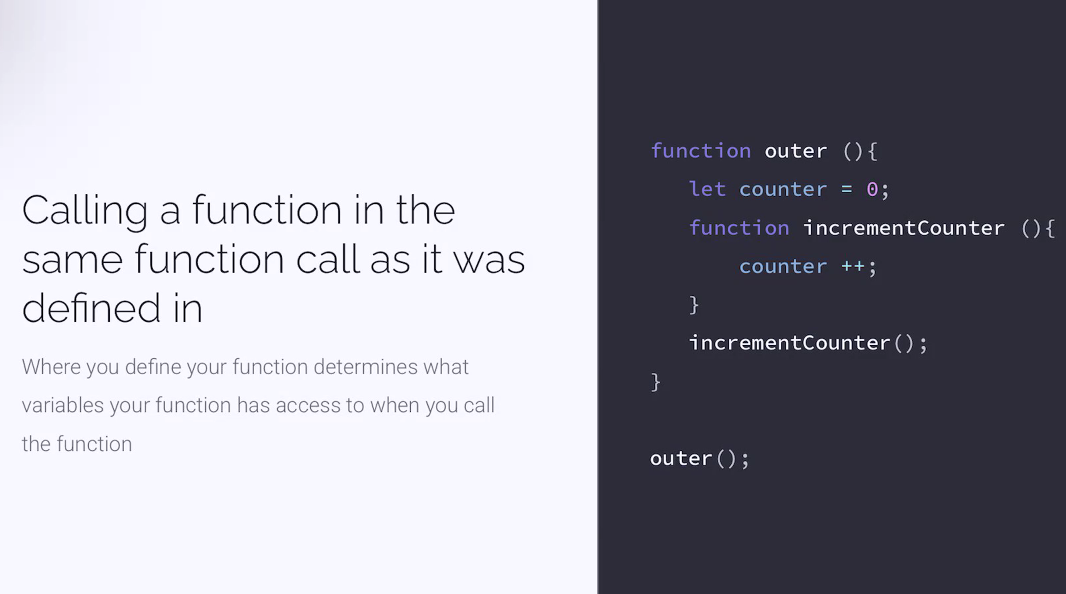 Calling a function in the
same function call as it was
defined in
Where you define your function determines what
variables your function has access to when you call
the function
function outer (){
let counter = 0;
function incrementCounter (){
counter ++;
}
incrementCounter();
}
outer();